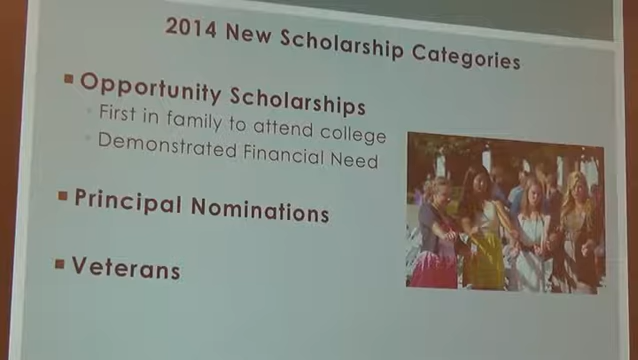 2014 New Scholarship Categories
Opportunity Scholarships
First in family to attend college
Demonstrated Financial Need
Principal Nominations
Veterans